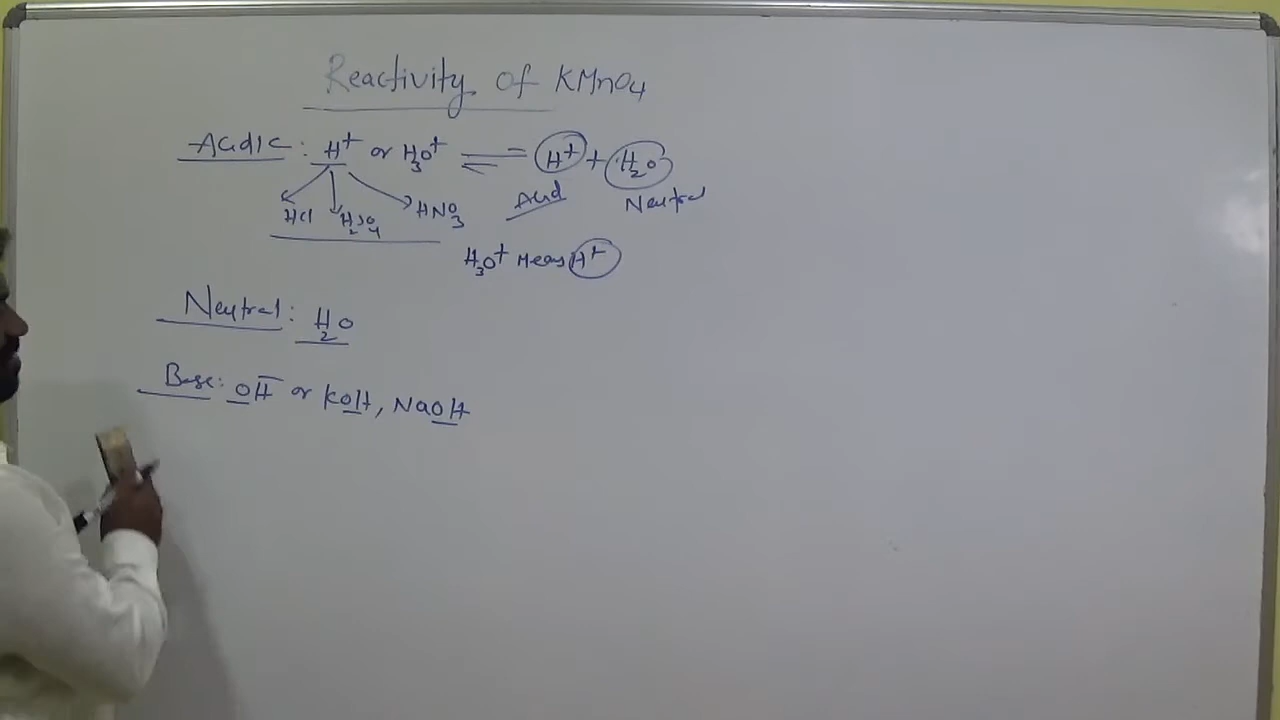 Reactivity of KMnO4
Acidic: H+ or H3O+ ⇌ H+ + H2O
Acid Neutral
HCl H2SO4 HNO3
H3O+ Means H+
Neutral: H2O
Base: OH– or KOH, NaOH